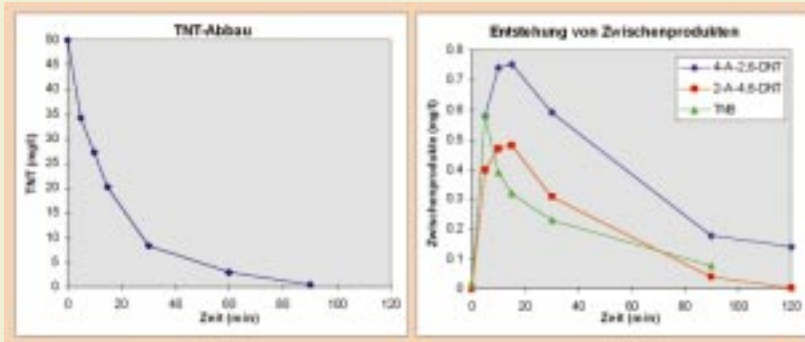 TNT-Abbau
TNT (mg/l)
50
45
40
35
30
25
20
15
10
5
0
0 20 40 60 80 100 120
Zeit (min)
Entstehung von Zwischenprodukten
Zwischenprodukte (mg/l)
0.8
0.7
0.6
0.5
0.4
0.3
0.2
0.1
0
4-A-2,6-DNT
2-A-4,6-DNT
TNB
0 20 40 60 80 100 120
Zeit (min)